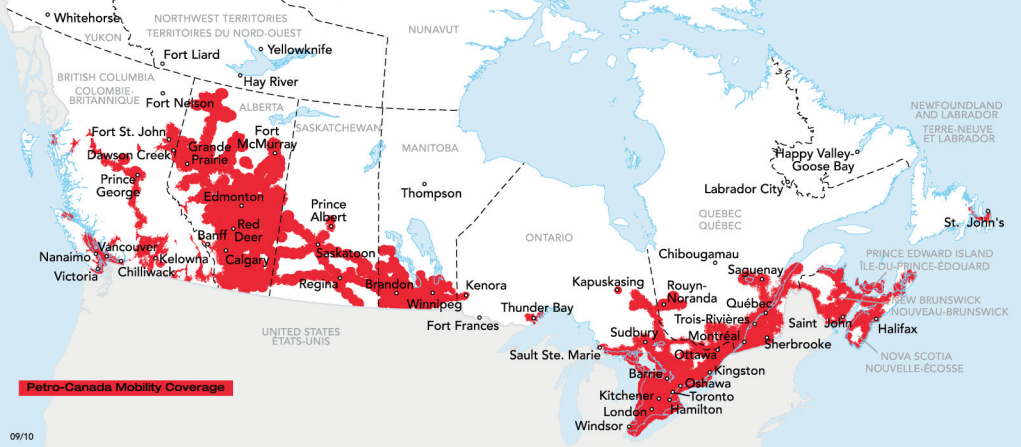 Whitehorse
YUKON
NORTHWEST TERRITORIES
TERRITOIRES DU NORD-OUEST
Fort Liard
Yellowknife
Hay River
NUNAVUT
BRITISH COLUMBIA
COLOMBIE-
BRITANNIQUE
Fort Nelson
ALBERTA
SASKATCHEWAN
MANITOBA
Fort St. John
Dawson Creek
Grande
Prairie
Fort
McMurray
Prince
George
Edmonton
Red
Deer
Banff
Calgary
Prince
Albert
Saskatoon
Thompson
Nanaimo
Vancouver
Victoria
Chilliwack
Kelowna
Regina
Brandon
Winnipeg
Kenora
Fort Frances
Thunder Bay
ONTARIO
UNITED STATES
ÉTATS-UNIS
NEWFOUNDLAND
AND LABRADOR
TERRE-NEUVE
ET LABRADOR
Happy Valley-
Goose Bay
Labrador City
QUEBEC
QUÉBEC
St. John's
Chibougamau
Saguenay
PRINCE EDWARD ISLAND
ÎLE-DU-PRINCE-ÉDOUARD
Kapuskasing
Rouyn-
Noranda
Québec
NEW BRUNSWICK
NOUVEAU-BRUNSWICK
Trois-Rivières
Saint John
Halifax
Sudbury
Montréal
Sherbrooke
Sault Ste. Marie
Ottawa
NOVA SCOTIA
NOUVELLE-ÉCOSSE
Barrie
Kingston
Oshawa
Kitchener
Toronto
London
Hamilton
Windsor
Petro-Canada Mobility Coverage
09/10